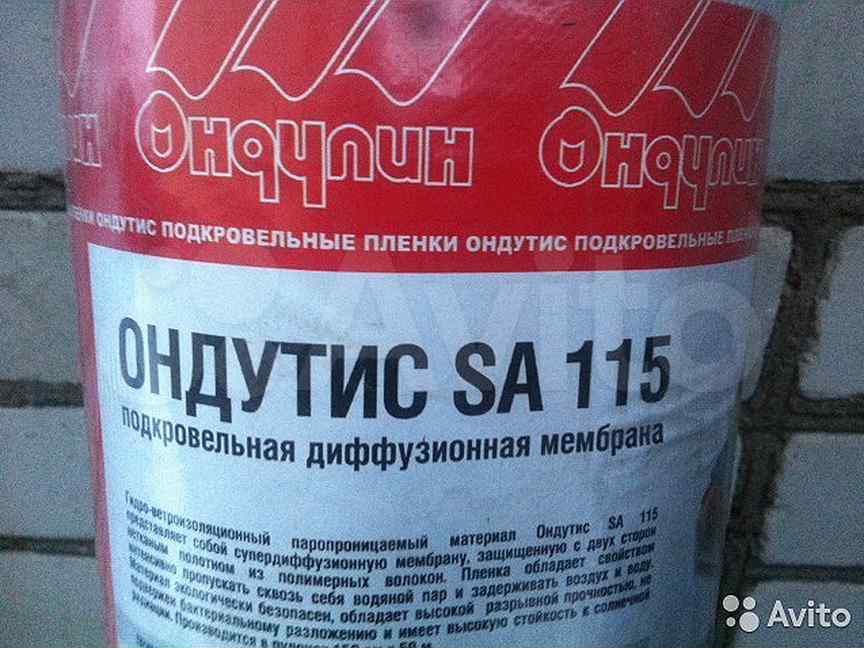 Ондулин Ондулин
ОНДУТИС ПОДКРОВЕЛЬНЫЕ ПЛЕНКИ ОНДУТИС ПОДКРОВЕЛЬНЫЕ
ОНДУТИС SA 115
подкровельная диффузионная мембрана
Гидро-ветроизоляционный паропроницаемый материал Ондутис SA 115
представляет собой супердиффузионную мембрану, защищенную с двух сторон
нетканым полотном из полимерных волокон. Пленка обладает свойством
интенсивно пропускать сквозь себя водяной пар и задерживать воздух и воду.
Материал экологически безопасен, обладает высокой разрывной прочностью, не
подвержен бактериальному разложению и имеет высокую стойкость к солнечной
радиации. Производится в рулонах
Avito
Avito